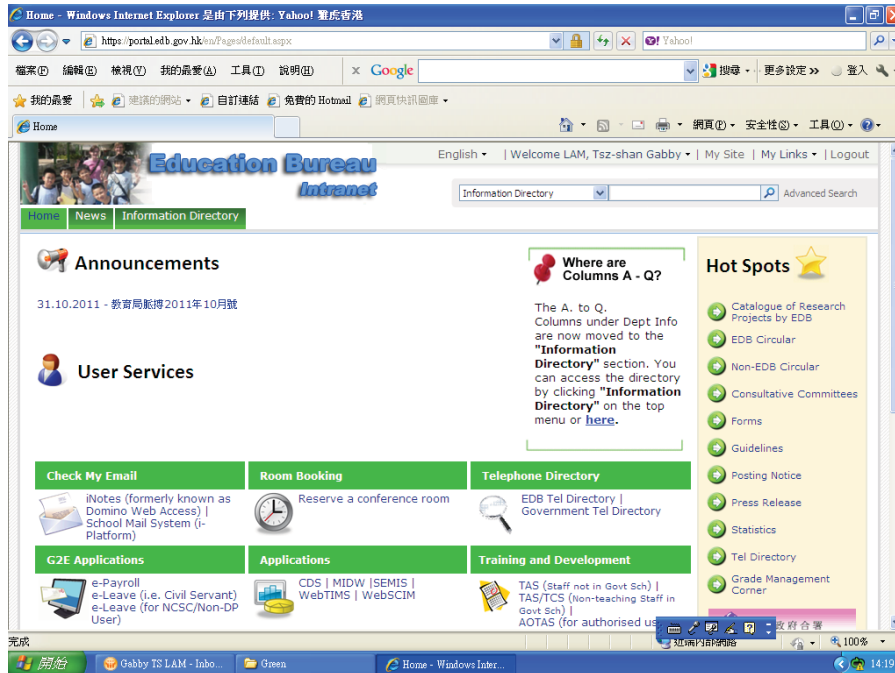 Home - Windows Internet Explorer 是由下列提供: Yahoo! 雅虎香港
https://portal.edb.gov.hk/en/Pages/default.aspx
Yahoo!
檔案(F) 編輯(E) 檢視(V) 我的最愛(A) 工具(T) 說明(H) x Google 搜尋 更多設定 >> 登入
我的最愛 建議的網站 自訂連結 免費的 Hotmail 網頁快訊圖庫
Home 網頁(P) 安全性(S) 工具(O)
Education Bureau
Intranet
English | Welcome LAM, Tsz-shan Gabby | My Site | My Links | Logout
Information Directory Advanced Search
Home News Information Directory
Announcements
31.10.2011 - 教育局脈搏2011年10月號
User Services
Where are
Columns A - Q?
The A. to Q.
Columns under Dept Info
are now moved to the
"Information
Directory" section. You
can access the directory
by clicking "Information
Directory" on the top
menu or here.
Hot Spots
Catalogue of Research
Projects by EDB
EDB Circular
Non-EDB Circular
Consultative Committees
Forms
Guidelines
Posting Notice
Press Release
Statistics
Tel Directory
Grade Management
Corner
政府合署
Check My Email
iNotes (formerly known as
Domino Web Access) |
School Mail System (i-
Platform)
Room Booking
Reserve a conference room
Telephone Directory
EDB Tel Directory |
Government Tel Directory
G2E Applications
e-Payroll
e-Leave (i.e. Civil Servant)
e-Leave (for NCSC/Non-DP
User)
Applications
CDS | MIDW |SEMIS |
WebTIMS | WebSCIM
Training and Development
TAS (Staff not in Govt Sch) |
TAS/TCS (Non-teaching Staff in
Govt Sch) |
AOTAS (for authorised
完成 近端內部網路 100%
開始 Gabby TS LAM - Inbo... Green Home - Windows Inter... 14:19